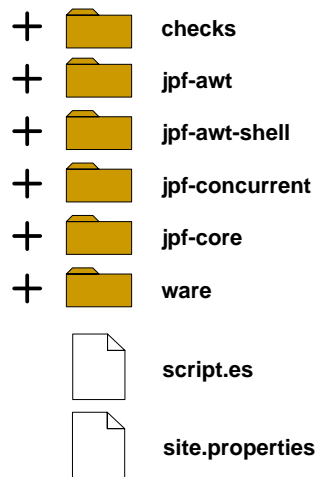 checks
jpf-awt
jpf-awt-shell
jpf-concurrent
jpf-core
ware
script.es
site.properties